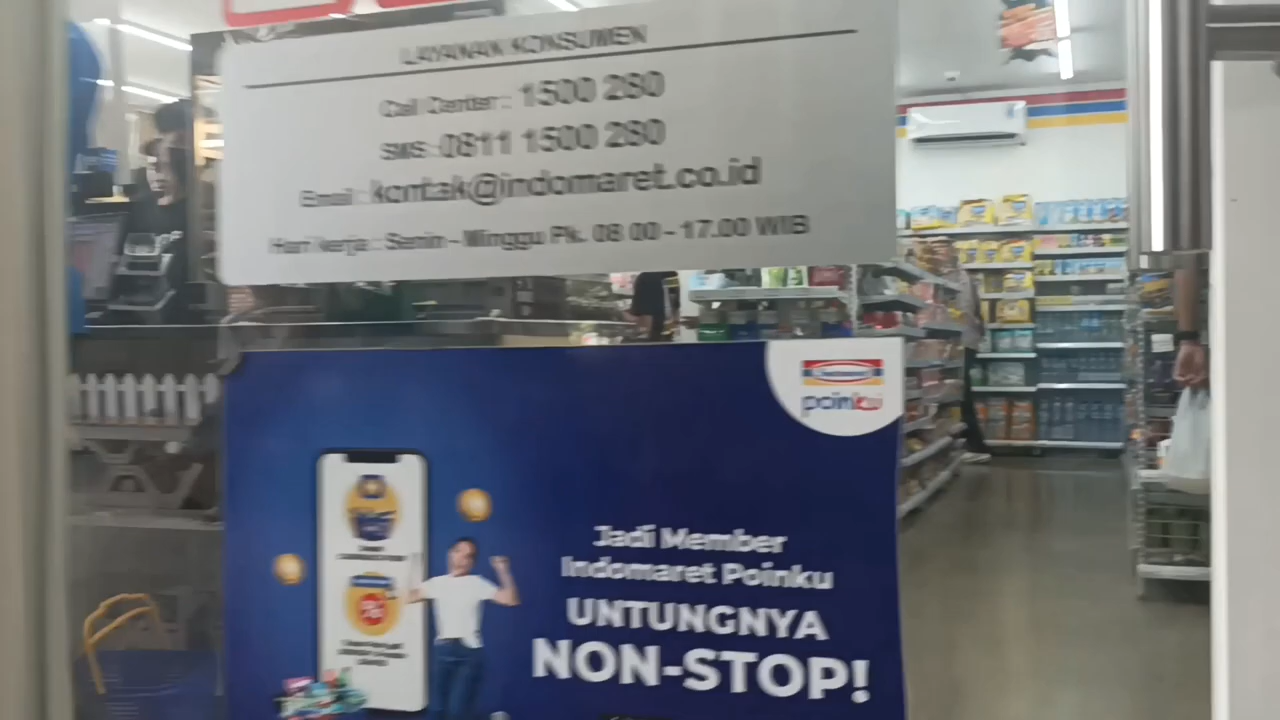 LAYANAN KONSUMEN
Call Center : 1500 280
SMS : 0811 1500 280
Email : kontak@indomaret.co.id
Hari kerja : Senin - Minggu Pk. 08 00 - 17.00 WIB
Indomaret
poinku
Jadi Member
Indomaret Poinku
UNTUNGNYA
NON-STOP!